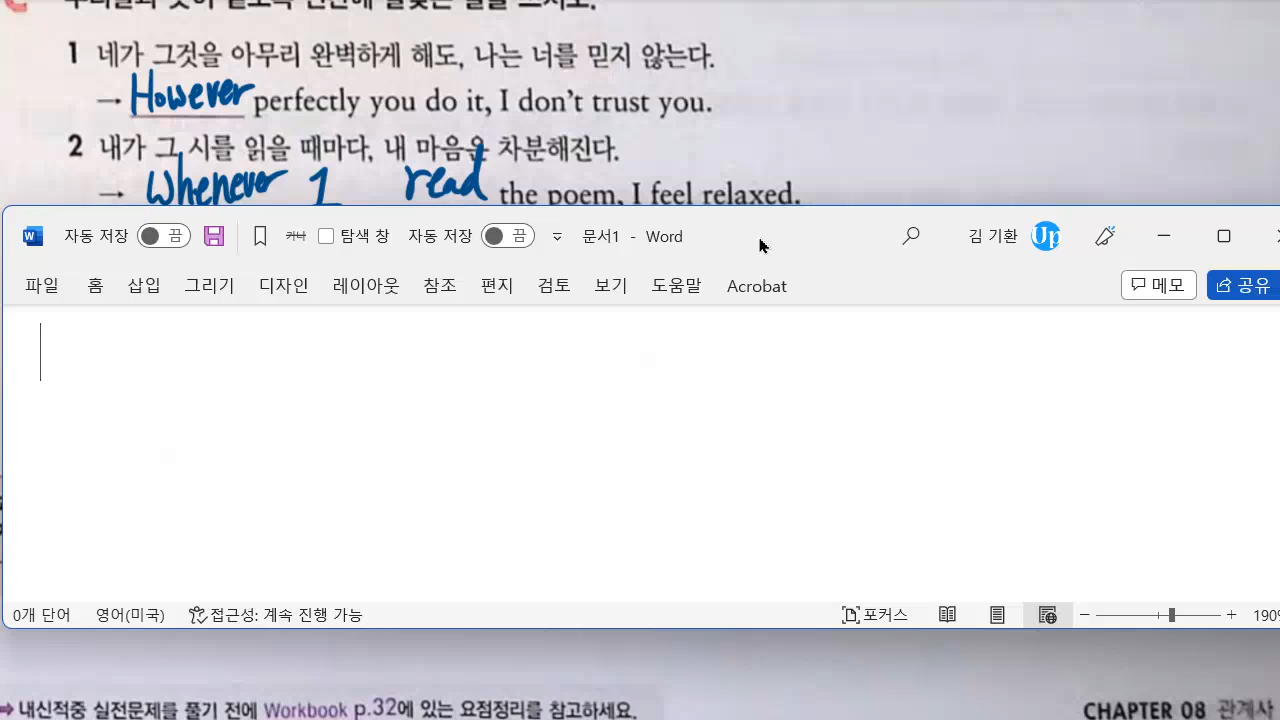 1 네가 그것을 아무리 완벽하게 해도, 나는 너를 믿지 않는다.
→ However perfectly you do it, I don't trust you.
2 내가 그 시를 읽을 때마다, 내 마음은 차분해진다.
→ Whenever I read the poem, I feel relaxed.
자동 저장 끔 가나 탐색 창 자동 저장 끔 문서1 - Word 김 기환 Up
파일 홈 삽입 그리기 디자인 레이아웃 참조 편지 검토 보기 도움말 Acrobat 메모 공유
0개 단어 영어(미국) 접근성: 계속 진행 가능 포커스 190%
⇒ 내신적중 실전문제를 풀기 전에 Workbook p.32에 있는 요점정리를 참고하세요. CHAPTER 08 관계사